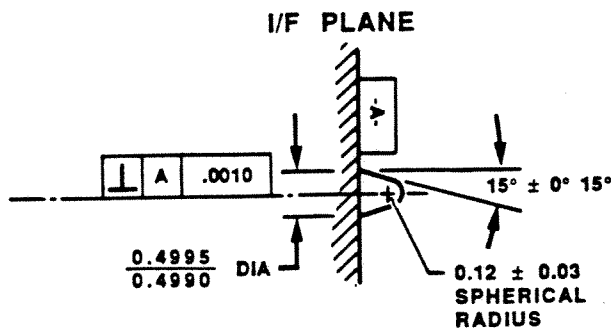 I/F PLANE
-A-
⊥ A .0010
15° ± 0° 15°
0.4995
0.4990 DIA
0.12 ± 0.03
SPHERICAL
RADIUS